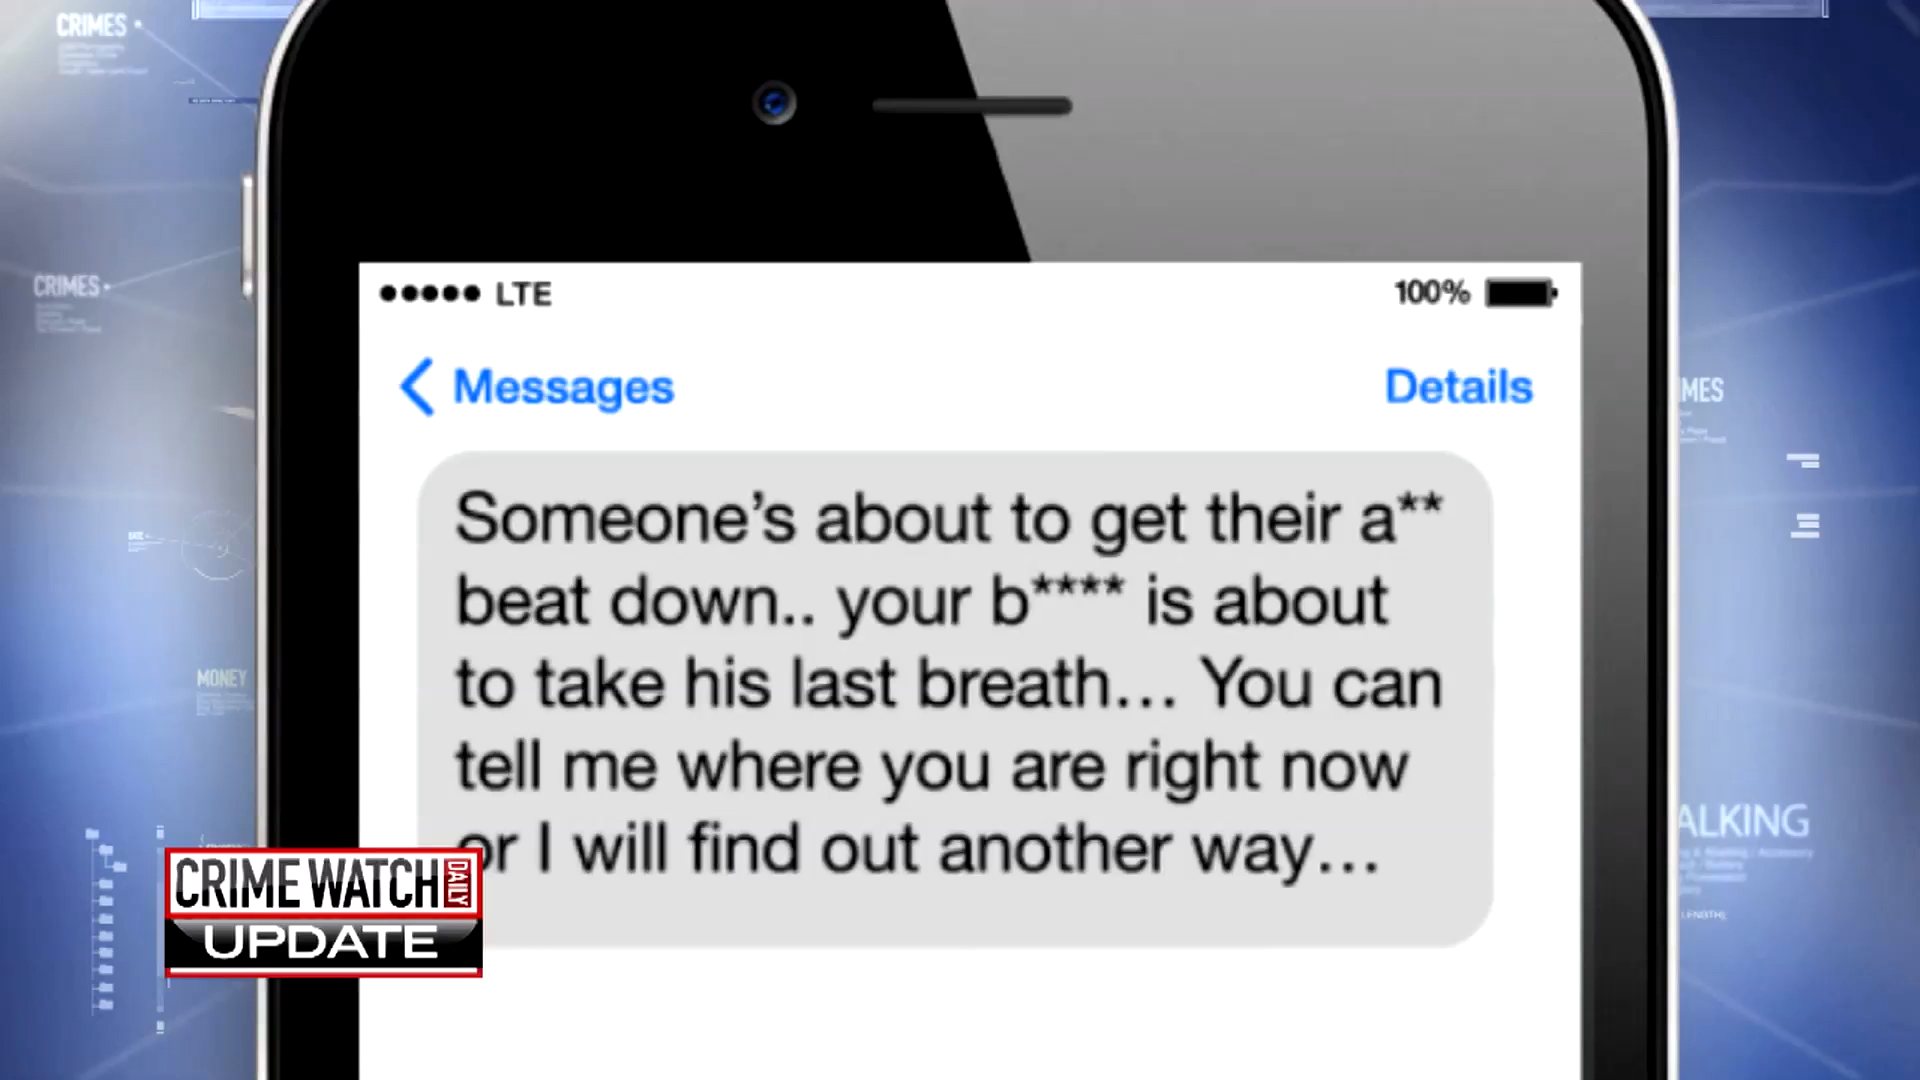 CRIMES
CRIMES
LTE
100%
Messages
Details
Someone's about to get their a**
beat down.. your b**** is about
to take his last breath... You can
tell me where you are right now
or I will find out another way...
MES
MONEY
ALKING
CRIME WATCH
DAILY
UPDATE